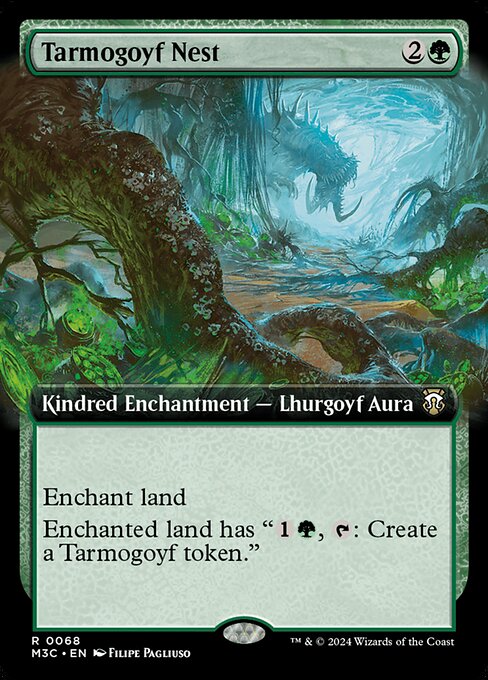 Tarmogoyf Nest 2
Kindred Enchantment — Lhurgoyf Aura
Enchant land
Enchanted land has “1 , : Create
a Tarmogoyf token.”
R 0068 ™ & © 2024 Wizards of the Coast
M3C • EN Filipe Pagliuso